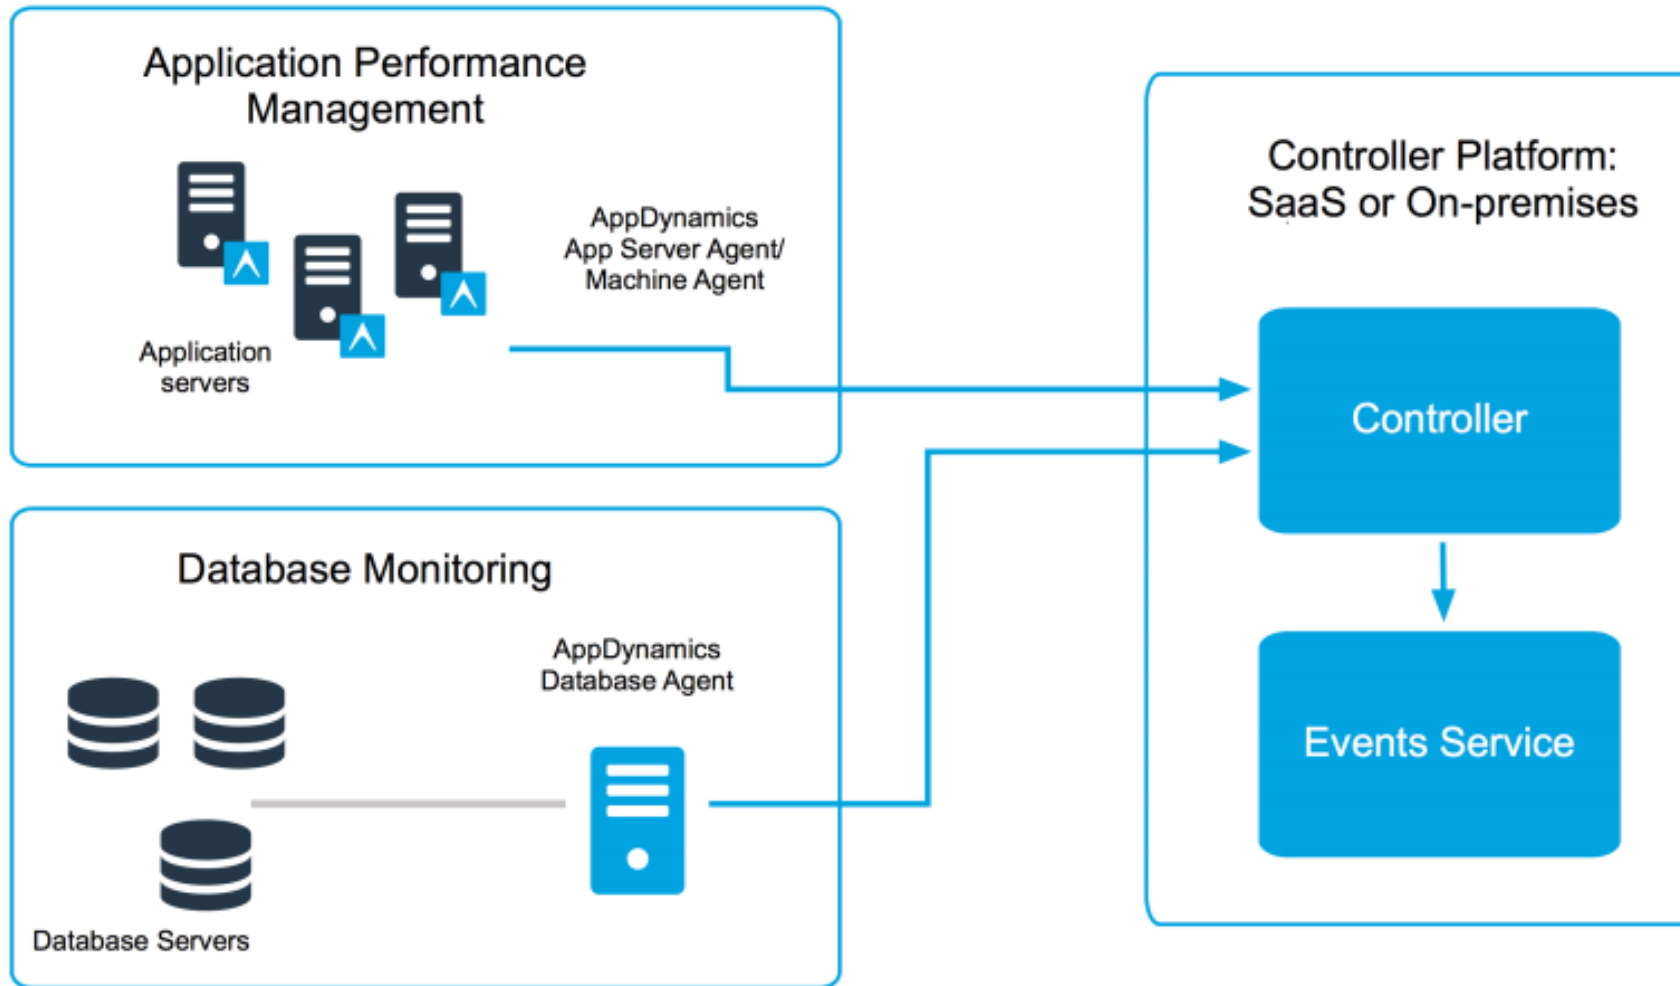 Application Performance
Management
AppDynamics
App Server Agent/
Machine Agent
Application
servers
Database Monitoring
AppDynamics
Database Agent
Database Servers
Controller Platform:
SaaS or On-premises
Controller
Events Service